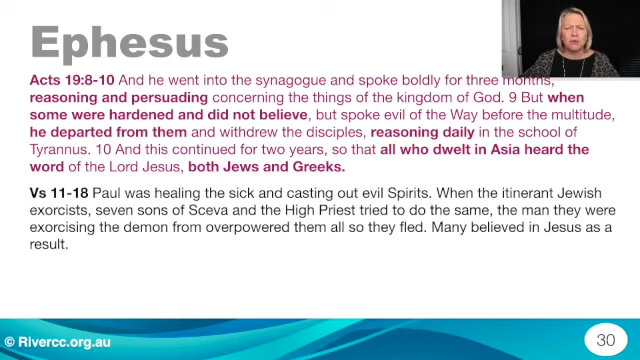 Ephesus
Acts 19:8-10 And he went into the synagogue and spoke boldly for three months,
reasoning and persuading concerning the things of the kingdom of God. 9 But when
some were hardened and did not believe, but spoke evil of the Way before the multitude,
he departed from them and withdrew the disciples, reasoning daily in the school of
Tyrannus. 10 And this continued for two years, so that all who dwelt in Asia heard the
word of the Lord Jesus, both Jews and Greeks.
Vs 11-18 Paul was healing the sick and casting out evil Spirits. When the itinerant Jewish
exorcists, seven sons of Sceva and the High Priest tried to do the same, the man they were
exorcising the demon from overpowered them all so they fled. Many believed in Jesus as a
result.
© Rivercc.org.au
30